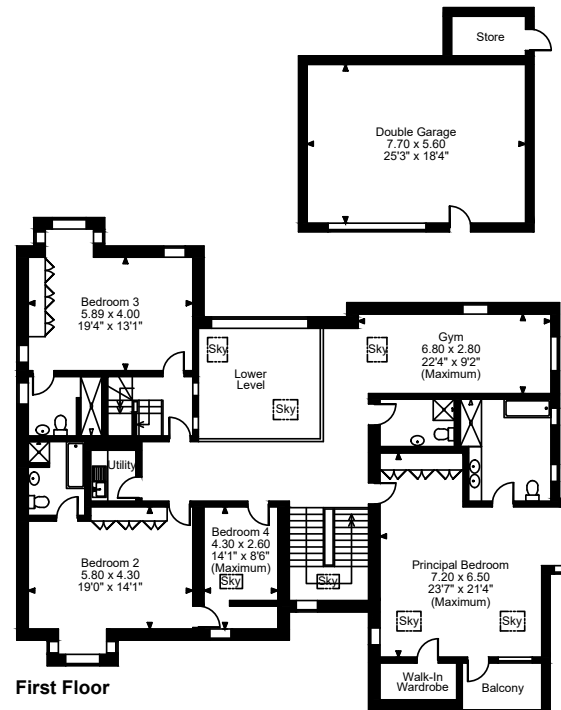 Store
Double Garage
7.70 x 5.60
25'3" x 18'4"
Bedroom 3
5.89 x 4.00
19'4" x 13'1"
Sky
Lower
Level
Sky
Sky
Gym
6.80 x 2.80
22'4" x 9'2"
(Maximum)
Utility
Bedroom 2
5.80 x 4.30
19'0" x 14'1"
Bedroom 4
4.30 x 2.60
14'1" x 8'6"
(Maximum)
Sky
Sky
Principal Bedroom
7.20 x 6.50
23'7" x 21'4"
(Maximum)
Sky
Sky
Walk-In
Wardrobe
Balcony
First Floor